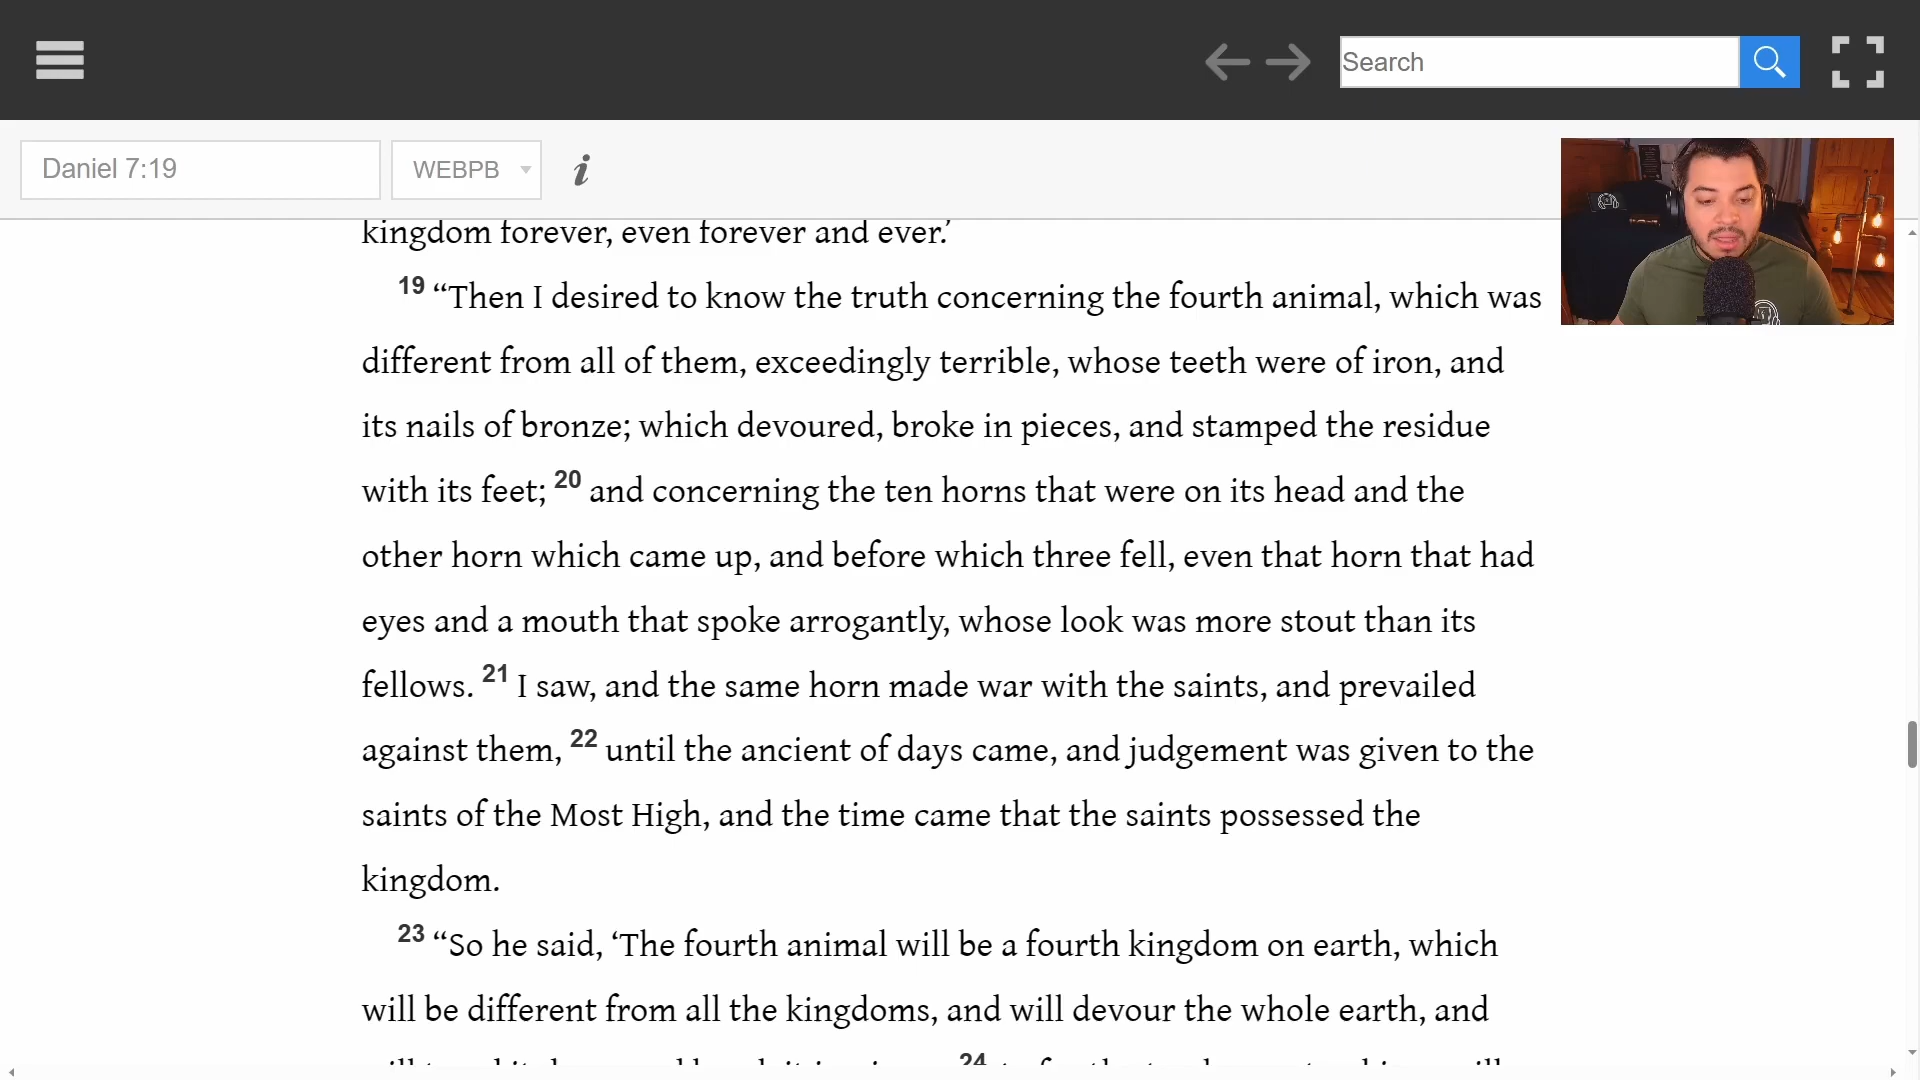 Search
Daniel 7:19
WEBPB
i
kingdom forever, even forever and ever.’
19 “Then I desired to know the truth concerning the fourth animal, which was
different from all of them, exceedingly terrible, whose teeth were of iron, and
its nails of bronze; which devoured, broke in pieces, and stamped the residue
with its feet; 20 and concerning the ten horns that were on its head and the
other horn which came up, and before which three fell, even that horn that had
eyes and a mouth that spoke arrogantly, whose look was more stout than its
fellows. 21 I saw, and the same horn made war with the saints, and prevailed
against them, 22 until the ancient of days came, and judgement was given to the
saints of the Most High, and the time came that the saints possessed the
kingdom.
23 “So he said, ‘The fourth animal will be a fourth kingdom on earth, which
will be different from all the kingdoms, and will devour the whole earth, and
24